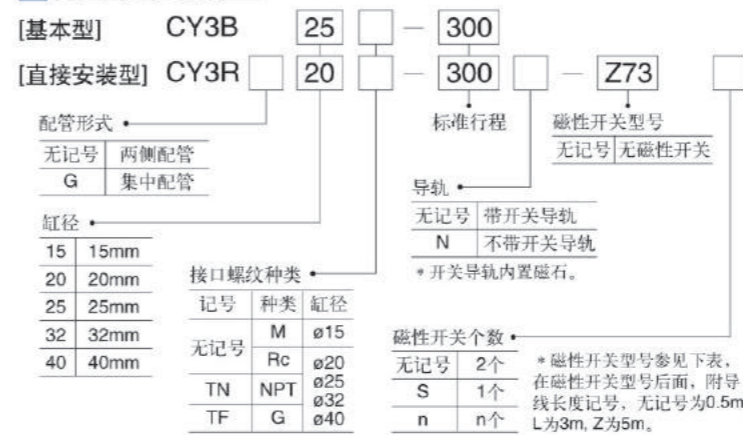 [基本型] CY3B 25 — 300
[直接安装型] CY3R 20 — 300 — Z73
配管形式
无记号 两侧配管
G 集中配管
标准行程
磁性开关型号
无记号 无磁性开关
导轨
无记号 带开关导轨
N 不带开关导轨
*开关导轨内置磁石。
缸径
15 15mm
20 20mm
25 25mm
32 32mm
40 40mm
接口螺纹种类
记号 种类 缸径
无记号 M ø15
Rc ø20
ø25
TN NPT ø32
TF G ø40
磁性开关个数
无记号 2个
S 1个
n n个
*磁性开关型号参见下表，
在磁性开关型号后面，附导
线长度记号，无记号为0.5m
L为3m, Z为5m。